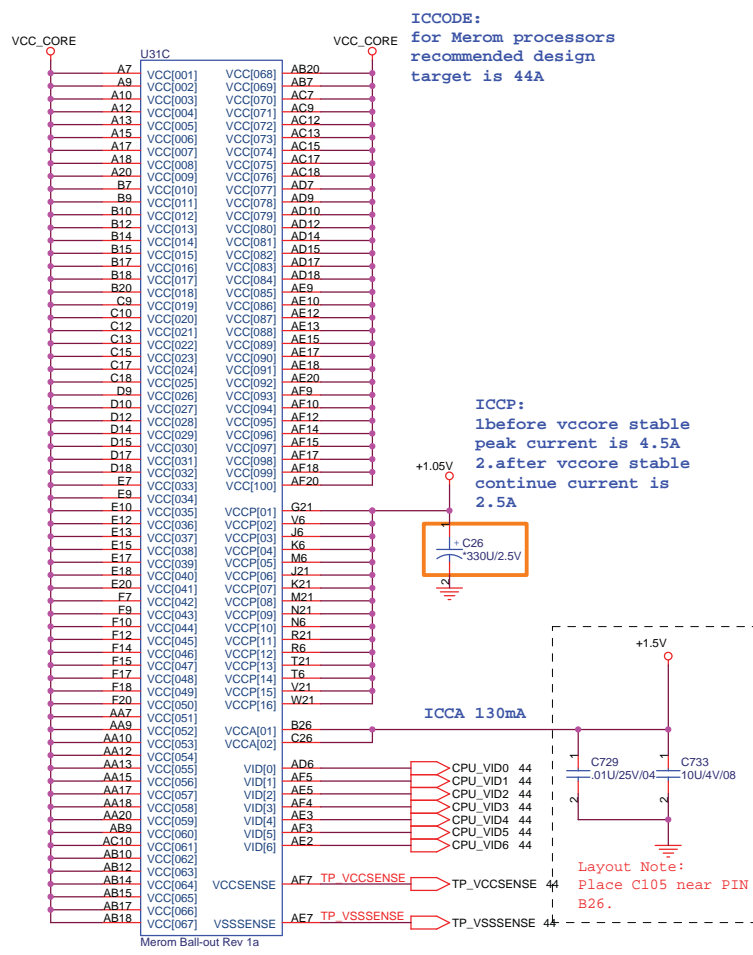 ICCODE:
for Merom processors
recommended design
target is 44A
VCC_CORE
VCC_CORE
U31C
A7 VCC[001] VCC[068] AB20
A9 VCC[002] VCC[069] AB7
A10 VCC[003] VCC[070] AC7
A12 VCC[004] VCC[071] AC9
A13 VCC[005] VCC[072] AC12
A15 VCC[006] VCC[073] AC13
A17 VCC[007] VCC[074] AC15
A18 VCC[008] VCC[075] AC17
A20 VCC[009] VCC[076] AC18
B7 VCC[010] VCC[077] AD7
B9 VCC[011] VCC[078] AD9
B10 VCC[012] VCC[079] AD10
B12 VCC[013] VCC[080] AD12
B14 VCC[014] VCC[081] AD14
B15 VCC[015] VCC[082] AD15
B17 VCC[016] VCC[083] AD17
B18 VCC[017] VCC[084] AD18
B20 VCC[018] VCC[085] AE9
C9 VCC[019] VCC[086] AE10
C10 VCC[020] VCC[087] AE12
C12 VCC[021] VCC[088] AE13
C13 VCC[022] VCC[089] AE15
C15 VCC[023] VCC[090] AE17
C17 VCC[024] VCC[091] AE18
C18 VCC[025] VCC[092] AE20
D9 VCC[026] VCC[093] AF9
D10 VCC[027] VCC[094] AF10
D12 VCC[028] VCC[095] AF12
D14 VCC[029] VCC[096] AF14
D15 VCC[030] VCC[097] AF15
D17 VCC[031] VCC[098] AF17
D18 VCC[032] VCC[099] AF18
E7 VCC[033] VCC[100] AF20
E9 VCC[034]
E10 VCC[035] VCCP[01] G21
E12 VCC[036] VCCP[02] V6
E13 VCC[037] VCCP[03] J6
E15 VCC[038] VCCP[04] K6
E17 VCC[039] VCCP[05] M6
E18 VCC[040] VCCP[06] J21
E20 VCC[041] VCCP[07] K21
F7 VCC[042] VCCP[08] M21
F9 VCC[043] VCCP[09] N21
F10 VCC[044] VCCP[10] N6
F12 VCC[045] VCCP[11] R21
F14 VCC[046] VCCP[12] R6
F15 VCC[047] VCCP[13] T21
F17 VCC[048] VCCP[14] T6
F18 VCC[049] VCCP[15] V21
F20 VCC[050] VCCP[16] W21
AA7 VCC[051]
AA9 VCC[052] VCCA[01] B26
AA10 VCC[053] VCCA[02] C26
AA12 VCC[054]
AA13 VCC[055] VID[0] AD6 CPU_VID0 44
AA15 VCC[056] VID[1] AF5 CPU_VID1 44
AA17 VCC[057] VID[2] AE5 CPU_VID2 44
AA18 VCC[058] VID[3] AF4 CPU_VID3 44
AA20 VCC[059] VID[4] AE3 CPU_VID4 44
AB9 VCC[060] VID[5] AF3 CPU_VID5 44
AC10 VCC[061] VID[6] AE2 CPU_VID6 44
AB10 VCC[062]
AB12 VCC[063]
AB14 VCC[064] VCCSENSE AF7 TP_VCCSENSE TP_VCCSENSE 44
AB15 VCC[065]
AB17 VCC[066]
AB18 VCC[067] VSSSENSE AE7 TP_VSSSENSE TP_VSSSENSE 44
Merom Ball-out Rev 1a
ICCP:
1before vccore stable
peak current is 4.5A
2.after vccore stable
continue current is
2.5A
+1.05V
1
+ C26
*330U/2.5V
2
+1.5V
ICCA 130mA
1 1
C729 C733
.01U/25V/04 10U/4V/08
2 2
Layout Note:
Place C105 near PIN
B26.